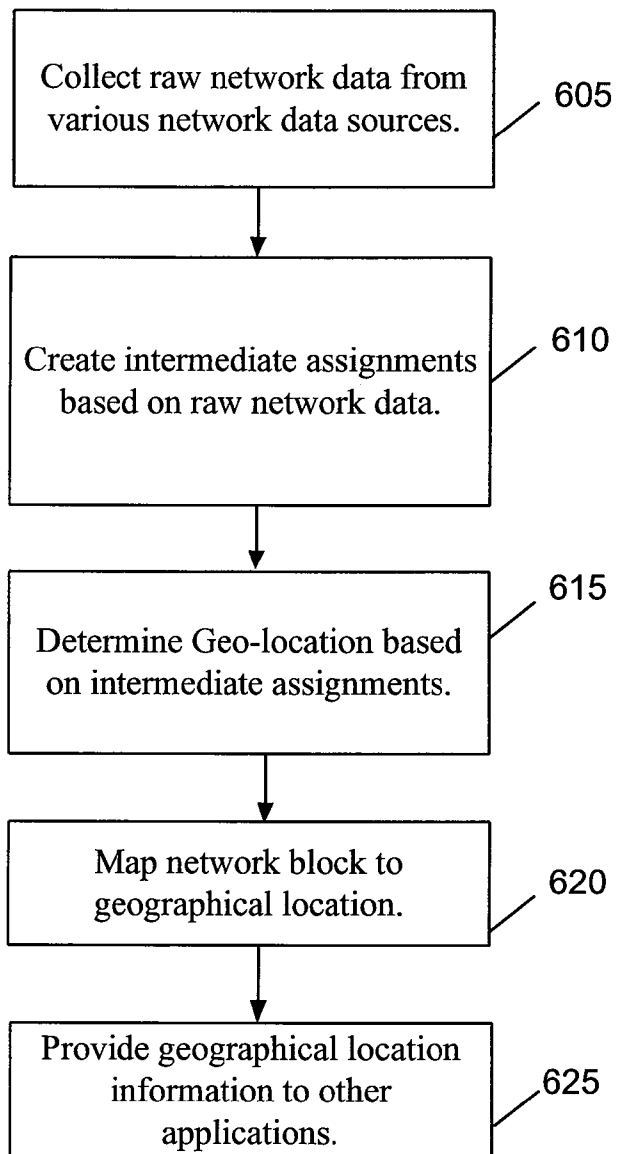 Collect raw network data from
various network data sources.
605
Create intermediate assignments
based on raw network data.
610
Determine Geo-location based
on intermediate assignments.
615
Map network block to
geographical location.
620
Provide geographical location
information to other
applications.
625